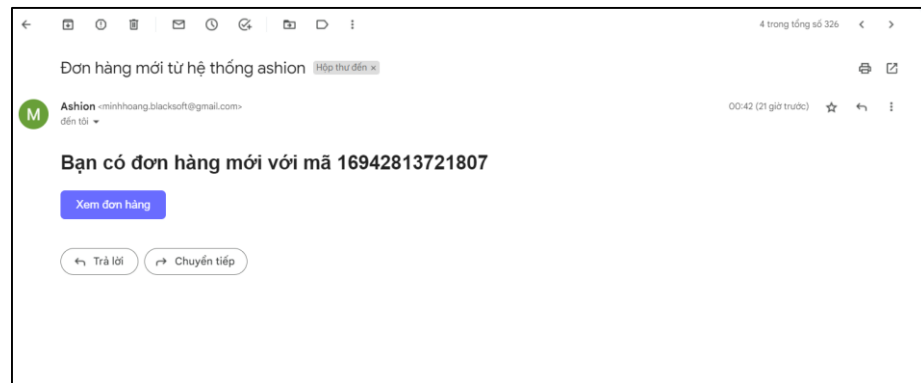 4 trong tổng số 326
Đơn hàng mới từ hệ thống ashion Hộp thư đến ×
M
Ashion <minhhoang.blacksoft@gmail.com> 00:42 (21 giờ trước)
đến tôi
Bạn có đơn hàng mới với mã 16942813721807
Xem đơn hàng
Trả lời Chuyển tiếp